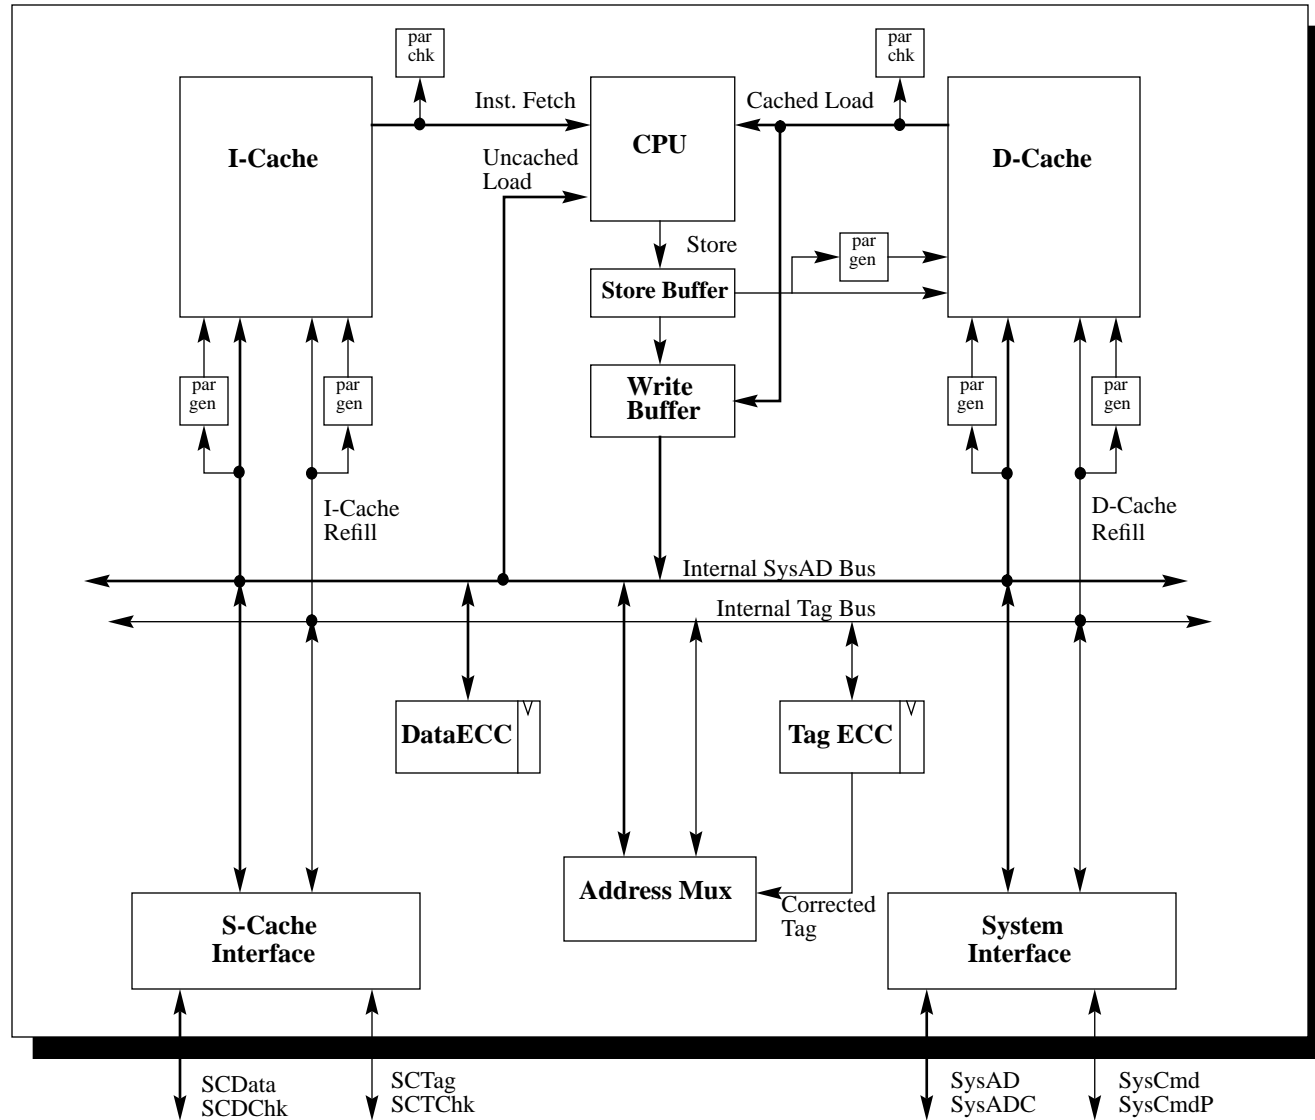 par
chk
par
chk
Inst. Fetch
Cached Load
I-Cache
CPU
D-Cache
Uncached
Load
Store
par
gen
Store Buffer
par
gen
par
gen
Write
Buffer
par
gen
par
gen
I-Cache
Refill
D-Cache
Refill
Internal SysAD Bus
Internal Tag Bus
DataECC
Tag ECC
Address Mux
Corrected
Tag
S-Cache
Interface
System
Interface
SCData
SCDChk
SCTag
SCTChk
SysAD
SysADC
SysCmd
SysCmdP